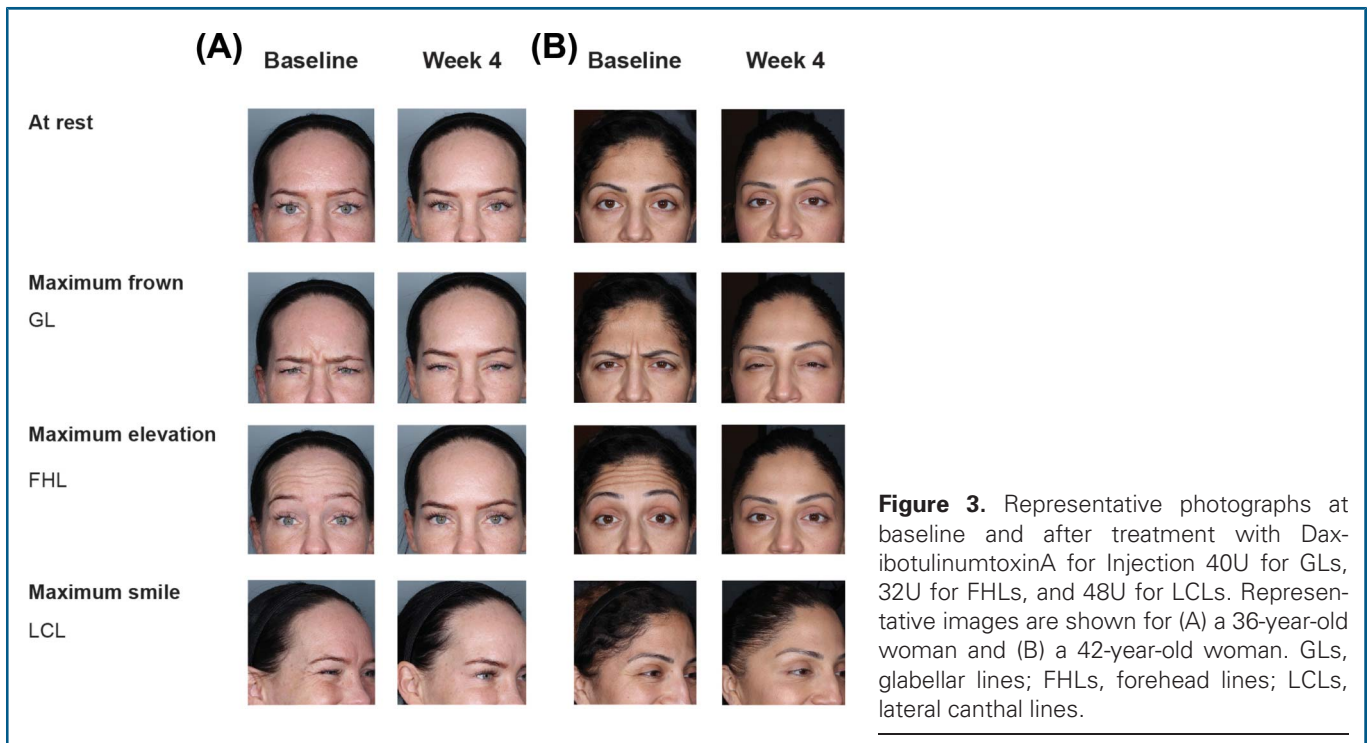 (A) Baseline Week 4 (B) Baseline Week 4
At rest
Maximum frown
GL
Maximum elevation
FHL
Maximum smile
LCL
Figure 3. Representative photographs at
baseline and after treatment with Dax-
ibotulinumtoxinA for Injection 40U for GLs,
32U for FHLs, and 48U for LCLs. Represen-
tative images are shown for (A) a 36-year-old
woman and (B) a 42-year-old woman. GLs,
glabellar lines; FHLs, forehead lines; LCLs,
lateral canthal lines.